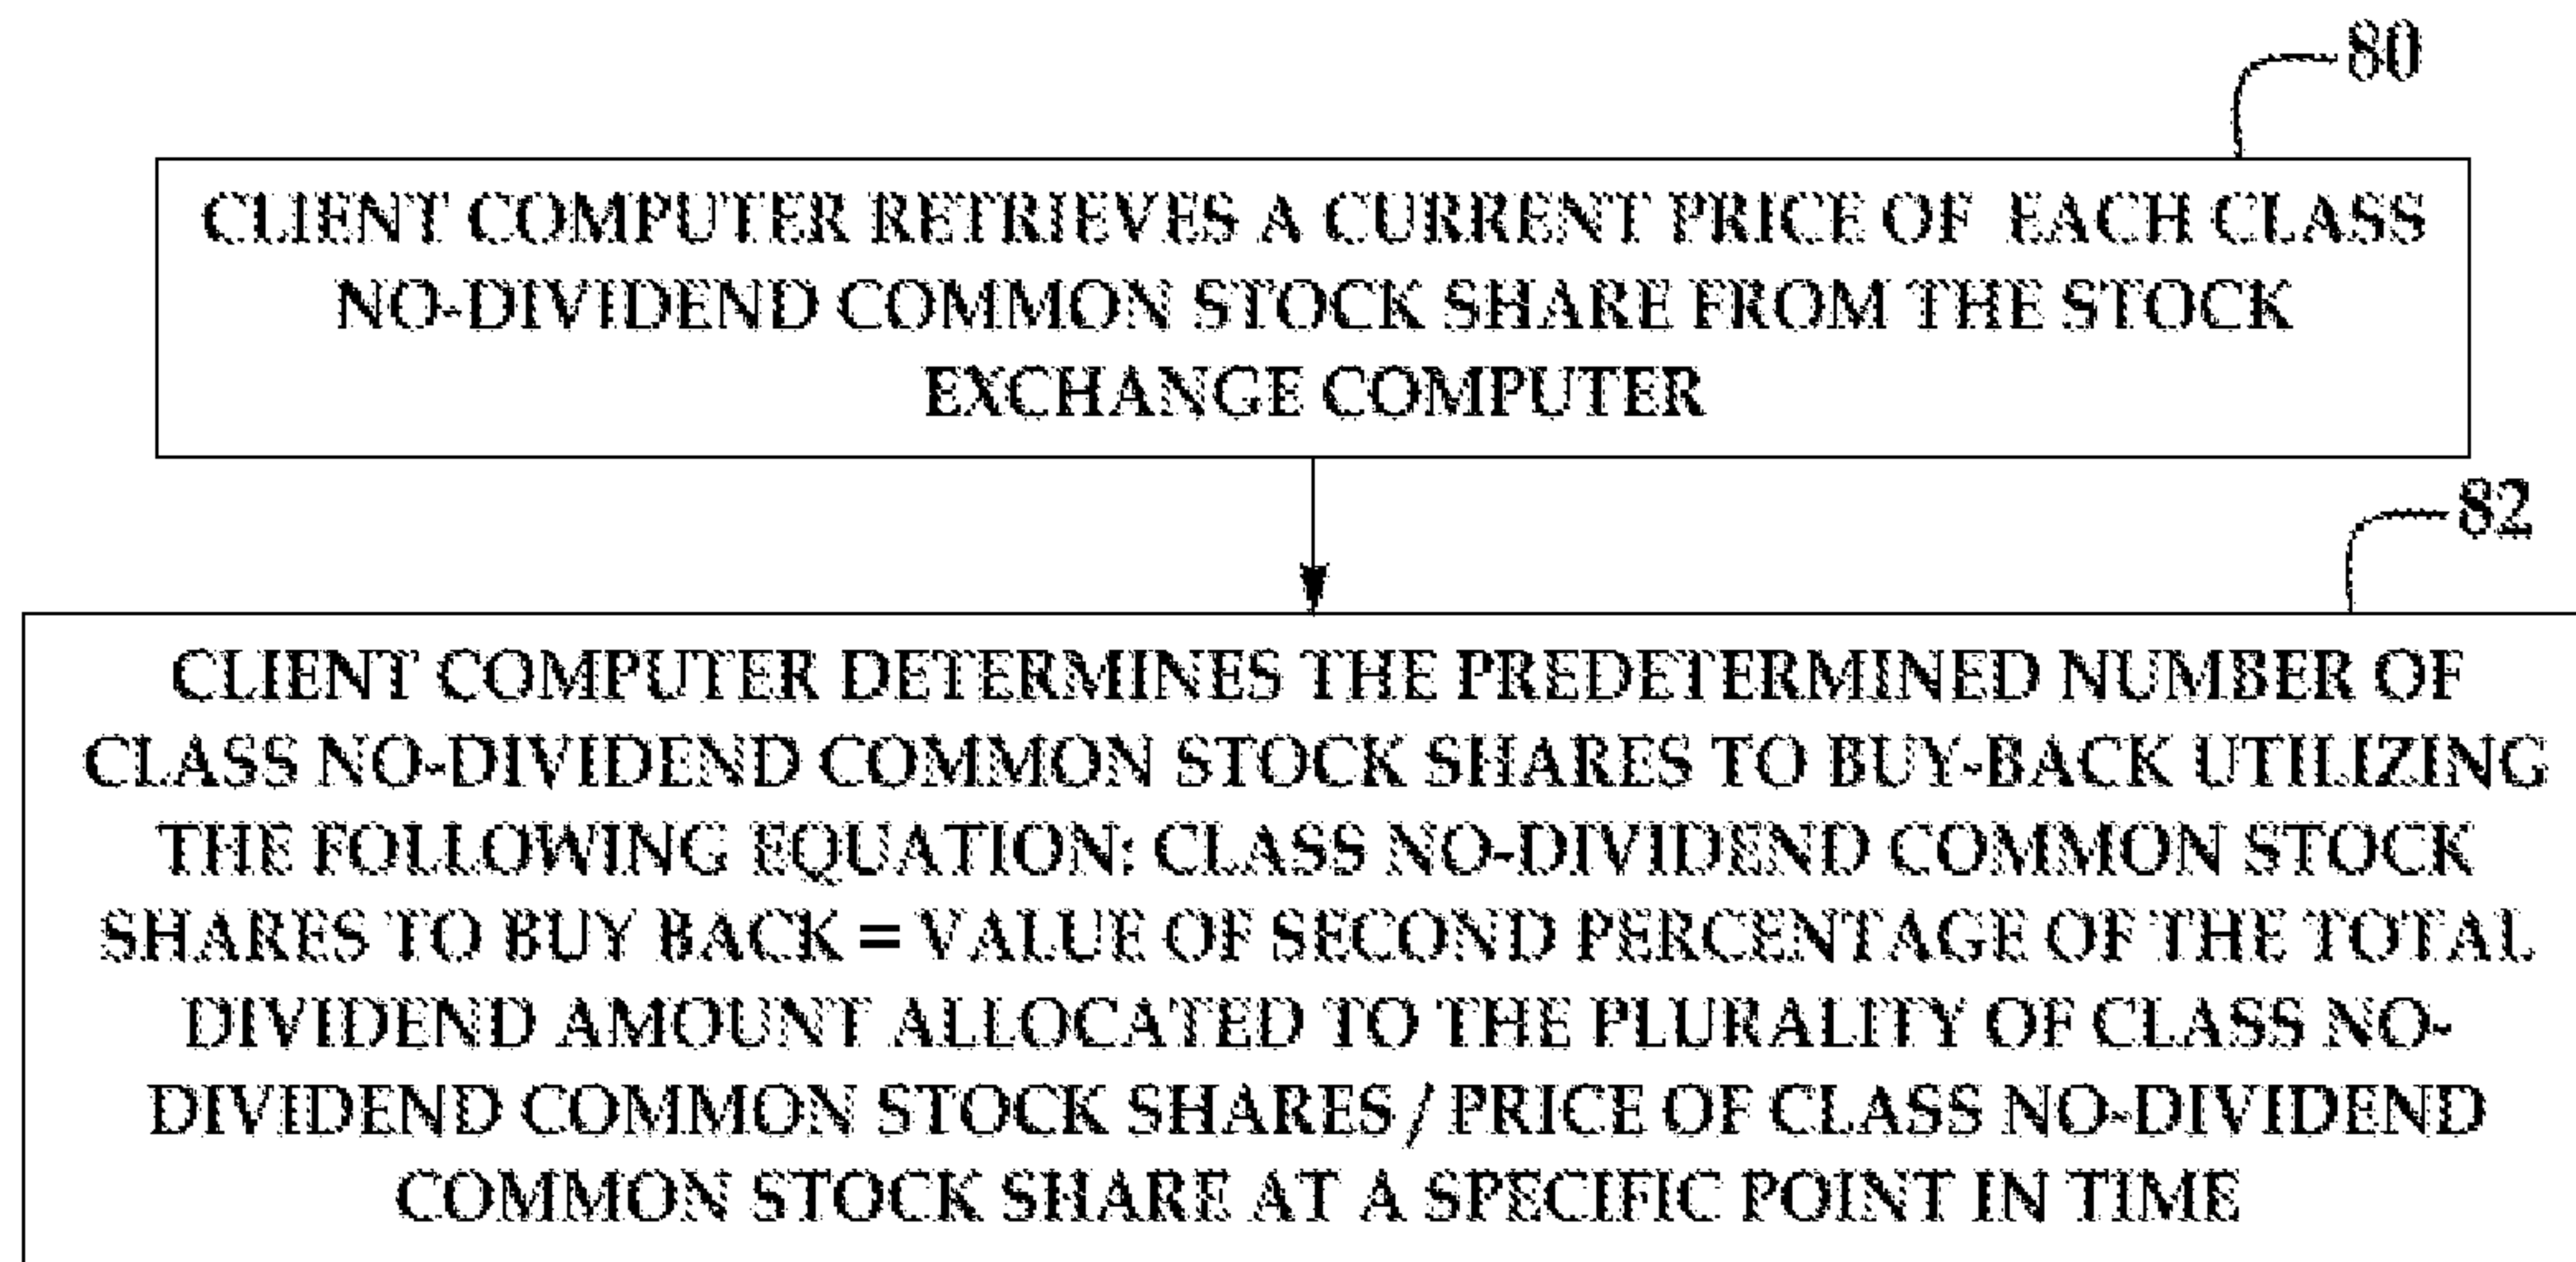 80
CLIENT COMPUTER RETRIEVES A CURRENT PRICE OF EACH CLASS
NO-DIVIDEND COMMON STOCK SHARE FROM THE STOCK
EXCHANGE COMPUTER
82
CLIENT COMPUTER DETERMINES THE PREDETERMINED NUMBER OF
CLASS NO-DIVIDEND COMMON STOCK SHARES TO BUY-BACK UTILIZING
THE FOLLOWING EQUATION: CLASS NO-DIVIDEND COMMON STOCK
SHARES TO BUY BACK = VALUE OF SECOND PERCENTAGE OF THE TOTAL
DIVIDEND AMOUNT ALLOCATED TO THE PLURALITY OF CLASS NO-
DIVIDEND COMMON STOCK SHARES / PRICE OF CLASS NO-DIVIDEND
COMMON STOCK SHARE AT A SPECIFIC POINT IN TIME